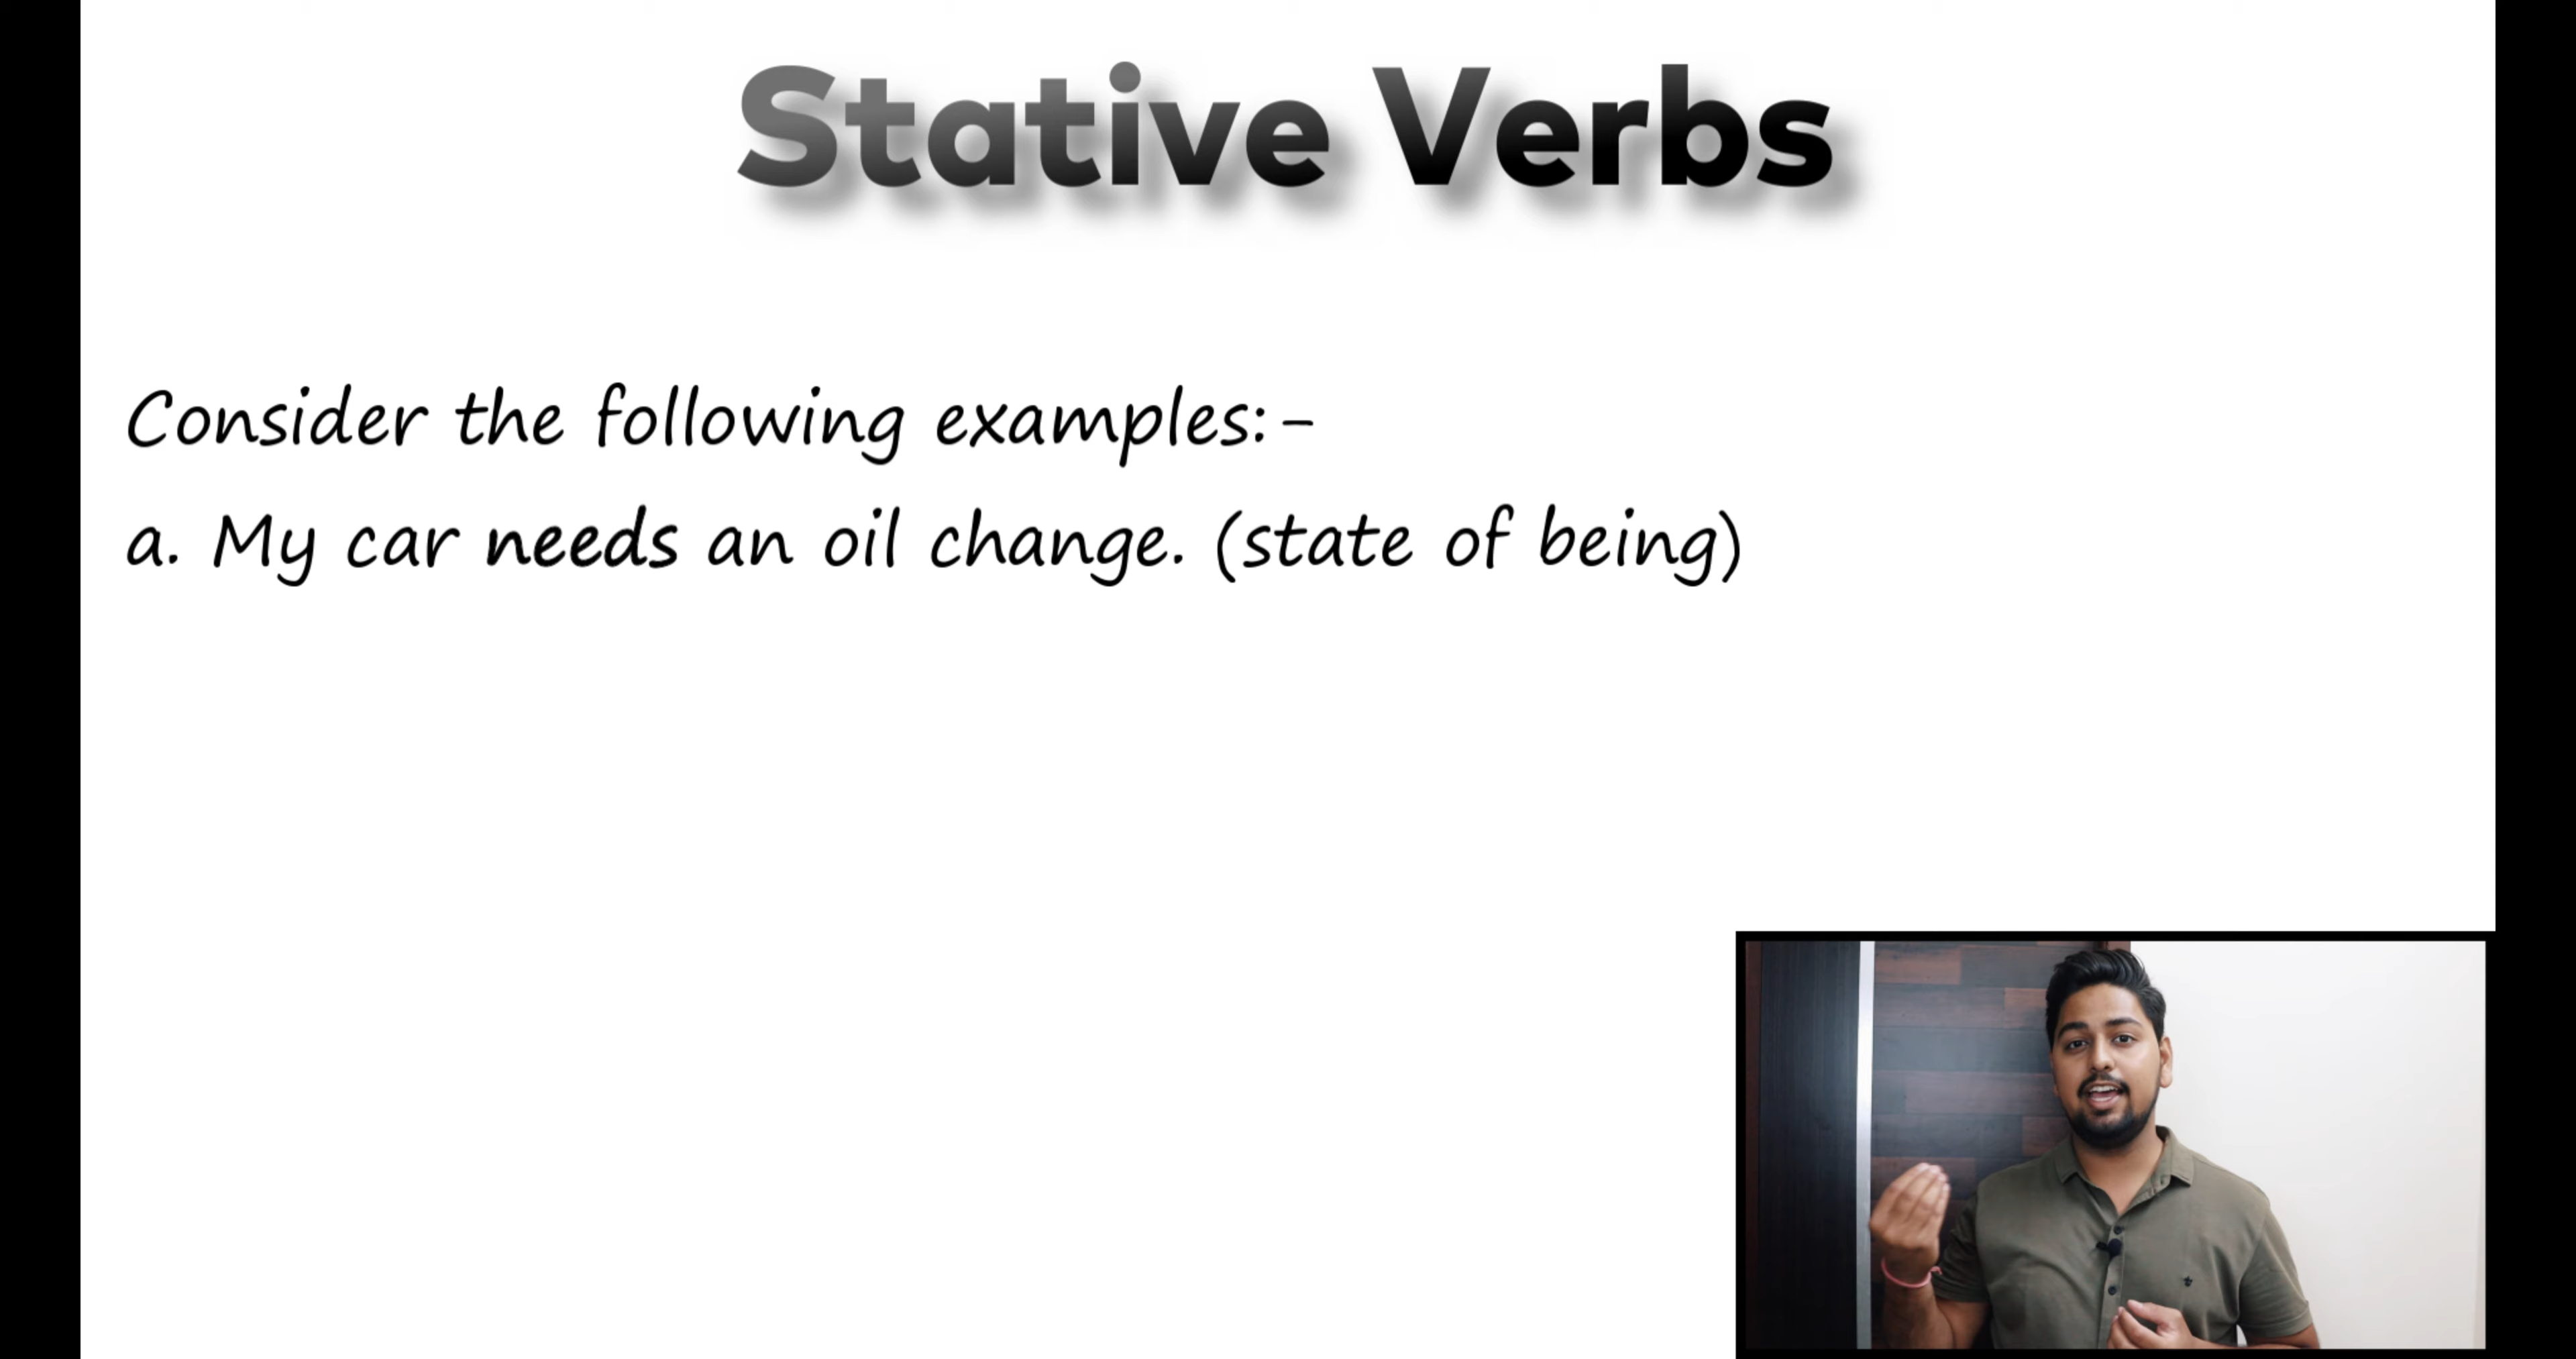 Stative Verbs
Consider the following examples:-
a. My car needs an oil change. (state of being)